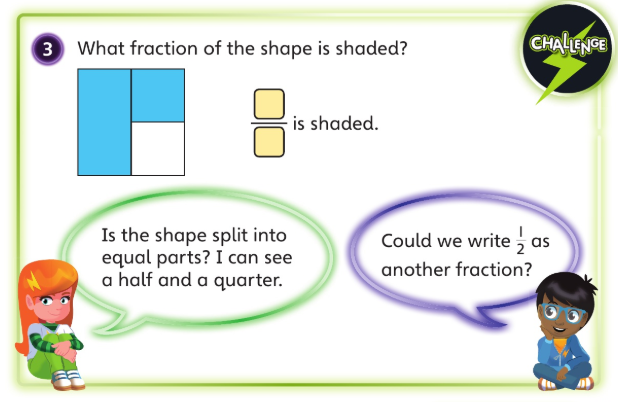 CHALLENGE
3 What fraction of the shape is shaded?
is shaded.
Is the shape split into
equal parts? I can see
a half and a quarter.
Could we write 1/2 as
another fraction?